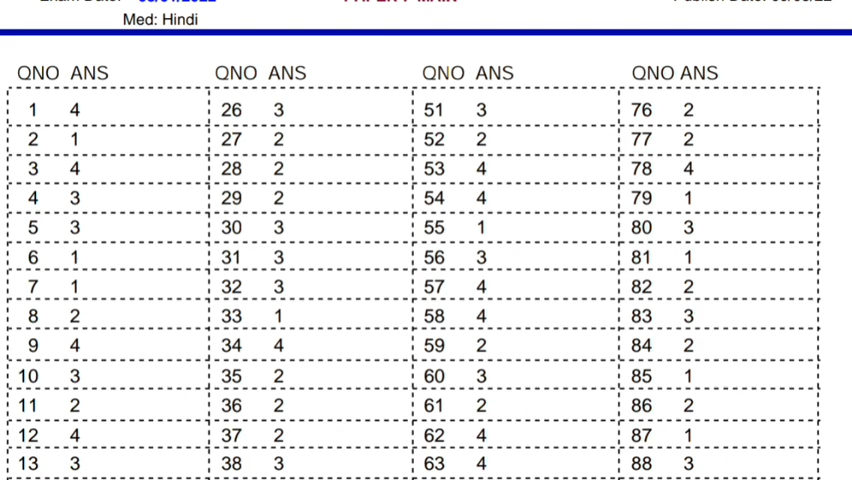 Med: Hindi
QNO ANS QNO ANS QNO ANS QNO ANS
1 4 26 3 51 3 76 2
2 1 27 2 52 2 77 2
3 4 28 2 53 4 78 4
4 3 29 2 54 4 79 1
5 3 30 3 55 1 80 3
6 1 31 3 56 3 81 1
7 1 32 3 57 4 82 2
8 2 33 1 58 4 83 3
9 4 34 4 59 2 84 2
10 3 35 2 60 3 85 1
11 2 36 2 61 2 86 2
12 4 37 2 62 4 87 1
13 3 38 3 63 4 88 3